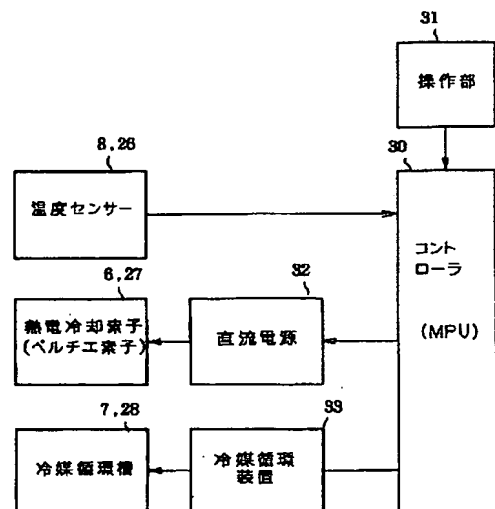 31
操作部
30
8,26
温度センサー
コント
ローラ
(MPU)
6,27
熱電冷却素子
(ペルチエ素子)
32
直流電源
7,28
冷媒循環槽
33
冷媒循環
装置